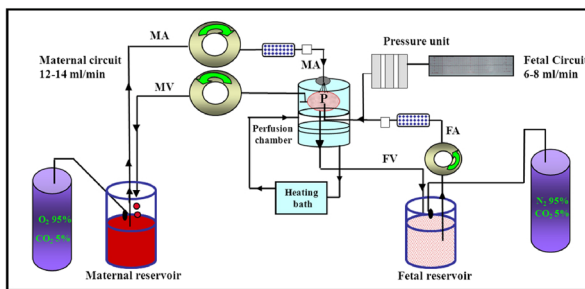 Maternal circuit
12-14 ml/min
MA
MV
MA
P
Perfusion
chamber
Heating
bath
Pressure unit
Fetal Circuit
6-8 ml/min
FA
FV
O2 95%
CO2 5%
N2 95%
CO2 5%
Maternal reservoir
Fetal reservoir